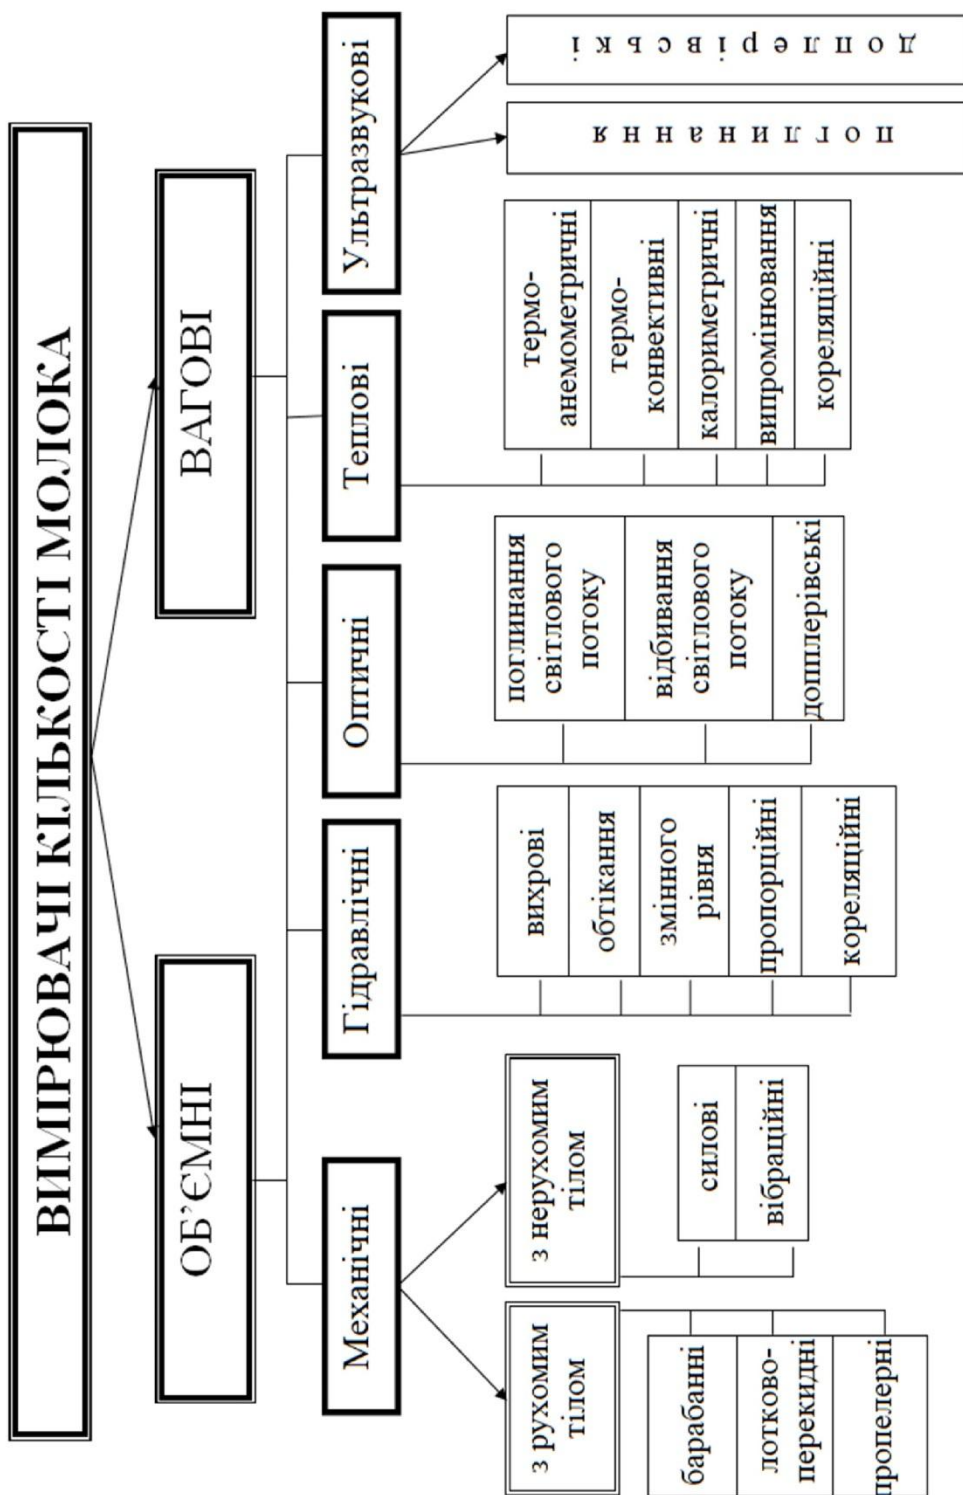 ВИМІРЮВАЧІ КІЛЬКОСТІ МОЛОКА
ОБ’ЄМНІ
ВАГОВІ
Механічні
Гідравлічні
Оптичні
Теплові
Ультразвукові
з рухомим
тілом
барабанні
лотково-
перекидні
пропелерні
з нерухомим
тілом
силові
вібраційні
вихрові
обтікання
змінного
рівня
пропорційні
кореляційні
поглинання
світлового
потоку
відбивання
світлового
потоку
допплерівські
термо-
анемометричні
термо-
конвективні
калориметричні
випромінювання
кореляційні
поглинання
доплерівські